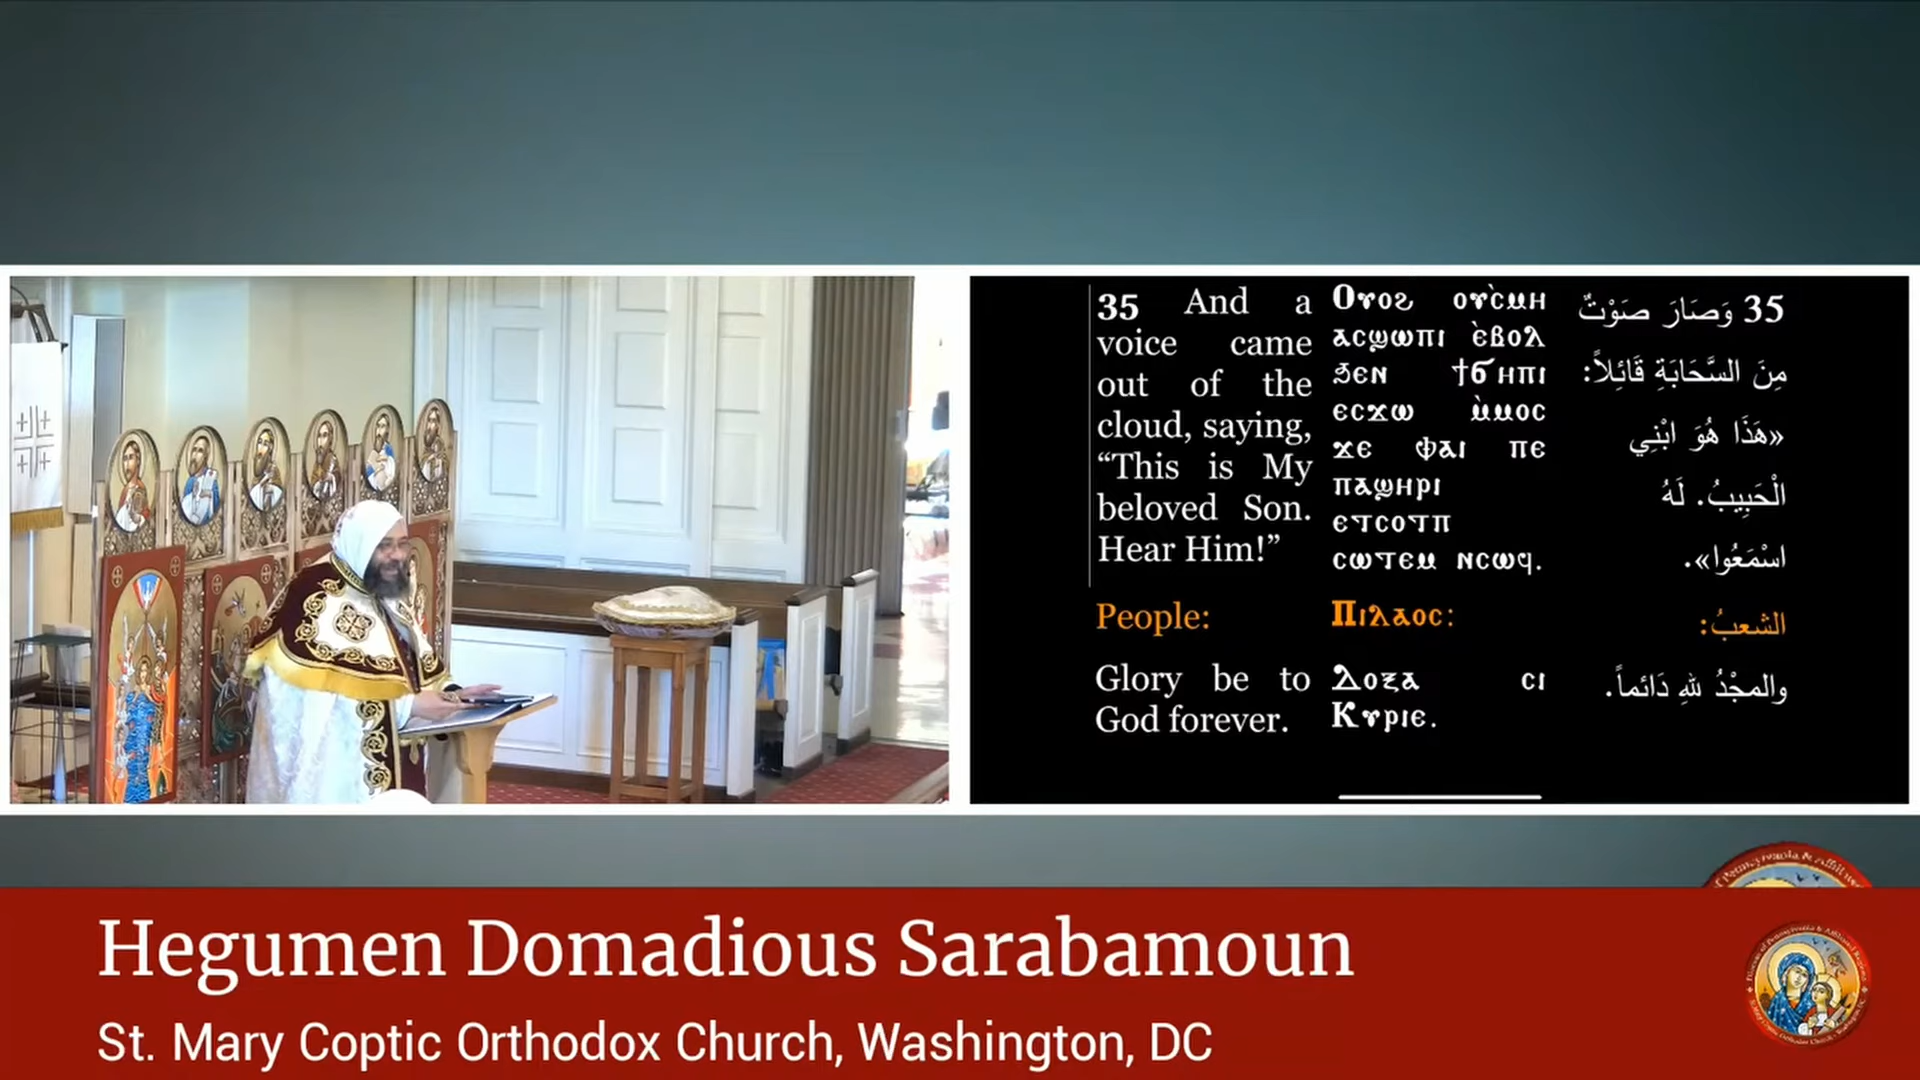 35 And a
voice came
out of the
cloud, saying,
“This is My
beloved Son.
Hear Him!”
People:
Glory be to
God forever.
Ⲟⲩⲟϩ ⲟⲩ̀ⲥⲙⲏ
ⲁⲥϣⲱⲡⲓ ⲉ̀ⲃⲟⲗ
ϧⲉⲛ ϯϭⲏⲡⲓ
ⲉⲥϫⲱ ⲙ̀ⲙⲟⲥ
ϫⲉ ⲫⲁⲓ ⲡⲉ
ⲡⲁϣⲏⲣⲓ
ⲉⲧⲥⲟⲧⲡ
ⲥⲱⲧⲉⲙ ⲛⲥⲱϥ.
Ⲡⲓⲗⲁⲟⲥ:
Ⲇⲟⲝⲁ ⲥⲓ
Ⲕⲩⲣⲓⲉ.
35 وَصَارَ صَوْتٌ
مِنَ السَّحَابَةِ قَائِلاً:
«هَذَا هُوَ ابْنِي
الْحَبِيبُ. لَهُ
اسْمَعُوا».
الشعبُ:
والمجْدُ للهِ دَائماً.
Hegumen Domadious Sarabamoun
St. Mary Coptic Orthodox Church, Washington, DC